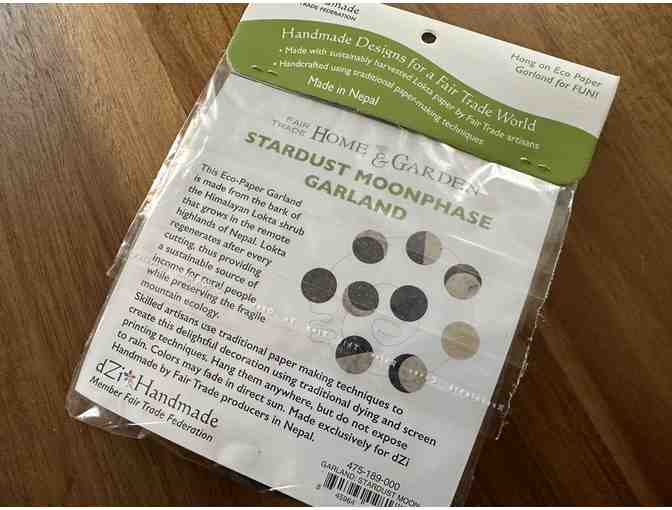 Handmade
TRADE FEDERATION
Handmade Designs for a Fair Trade World
• Made with sustainably harvested Lokta paper by Fair Trade artisans
• Handcrafted using traditional paper-making techniques
Made in Nepal
Hang on Eco Paper
Garland for FUN!
FAIR
TRADE HOME & GARDEN
STARDUST MOONPHASE
GARLAND
This Eco-Paper Garland
is made from the bark of
the Himalayan Lokta shrub
that grows in the remote
highlands of Nepal. Lokta
regenerates after every
cutting, thus providing
a sustainable source of
income for rural people
while preserving the fragile
mountain ecology.
Skilled artisans use traditional paper making techniques to
create this delightful decoration using traditional dying and screen
printing techniques. Hang them anywhere, but do not expose
to rain. Colors may fade in direct sun. Made exclusively for dZi
Handmade by Fair Trade producers in Nepal.
dZi Handmade
Member Fair Trade Federation
475-189-000
GARLAND: STARDUST MOON
8